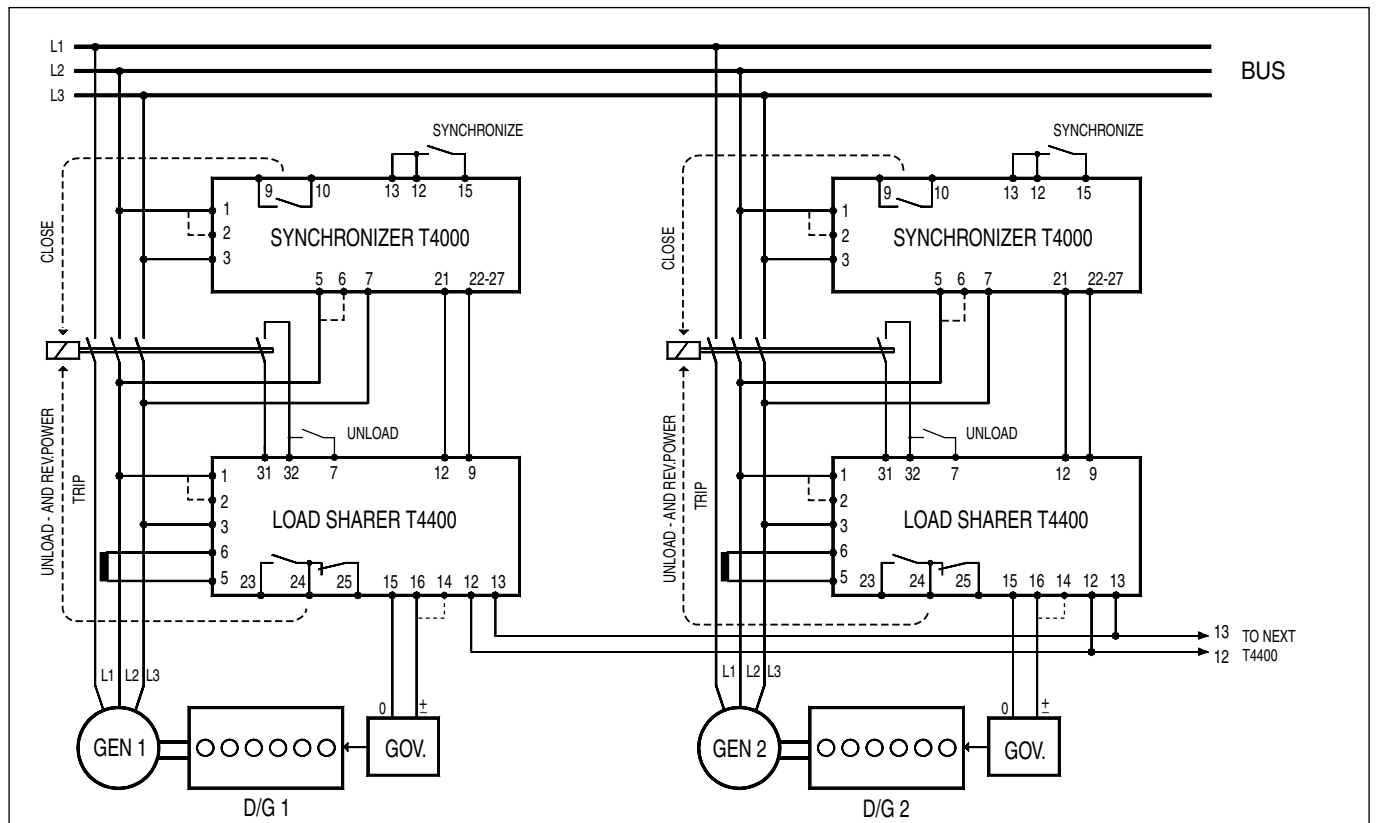 L1
L2
L3
BUS
SYNCHRONIZE
SYNCHRONIZE
9 10 13 12 15
9 10 13 12 15
1
2
3
SYNCHRONIZER T4000
5 6 7 21 22-27
1
2
3
SYNCHRONIZER T4000
5 6 7 21 22-27
CLOSE
CLOSE
UNLOAD
UNLOAD
UNLOAD - AND REV.POWER
TRIP
UNLOAD - AND REV.POWER
TRIP
31 32 7 12 9
1
2
3
6
5
LOAD SHARER T4400
23 24 25 15 16 14 12 13
31 32 7 12 9
1
2
3
6
5
LOAD SHARER T4400
23 24 25 15 16 14 12 13
13 TO NEXT
12 T4400
L1 L2 L3
L1 L2 L3
0 ±
0 ±
GEN 1
GOV.
GEN 2
GOV.
D/G 1
D/G 2